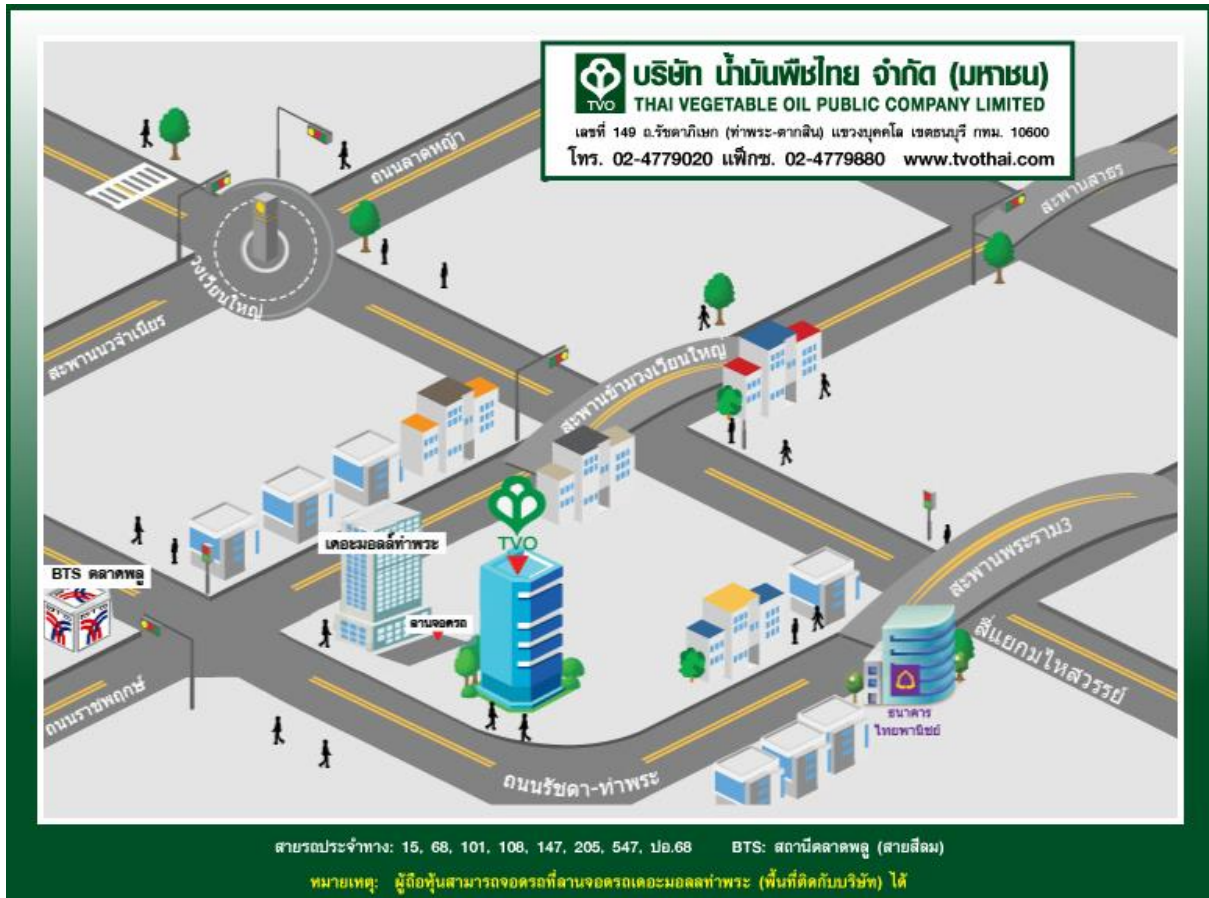 บริษัท น้ำมันพืชไทย จำกัด (มหาชน)
TVO
THAI VEGETABLE OIL PUBLIC COMPANY LIMITED
เลขที่ 149 ถ.รัชดาภิเษก (ท่าพระ-ตากสิน) แขวงบุคคโล เขตธนบุรี กทม. 10600
โทร. 02-4779020 แฟ็กซ. 02-4779880 www.tvothai.com
ถนนลาดหญ้า
สะพานสาธร
วงเวียนใหญ่
สะพานนวจำเนียร
สะพานข้ามวงเวียนใหญ่
TVO
เดอะมอลล์ท่าพระ
สะพานพระราม3
BTS ตลาดพลู
ลานจอดรถ
สี่แยกมไหสวรรย์
ถนนราชพฤกษ์
ธนาคาร
ไทยพานิชย์
ถนนรัชดา-ท่าพระ
สายรถประจำทาง: 15, 68, 101, 108, 147, 205, 547, ปอ.68 BTS: สถานีตลาดพลู (สายสีลม)
หมายเหตุ: ผู้ถือหุ้นสามารถจอดรถที่ลานจอดรถเดอะมอลลท่าพระ (พื้นที่ติดกับบริษัท) ได้